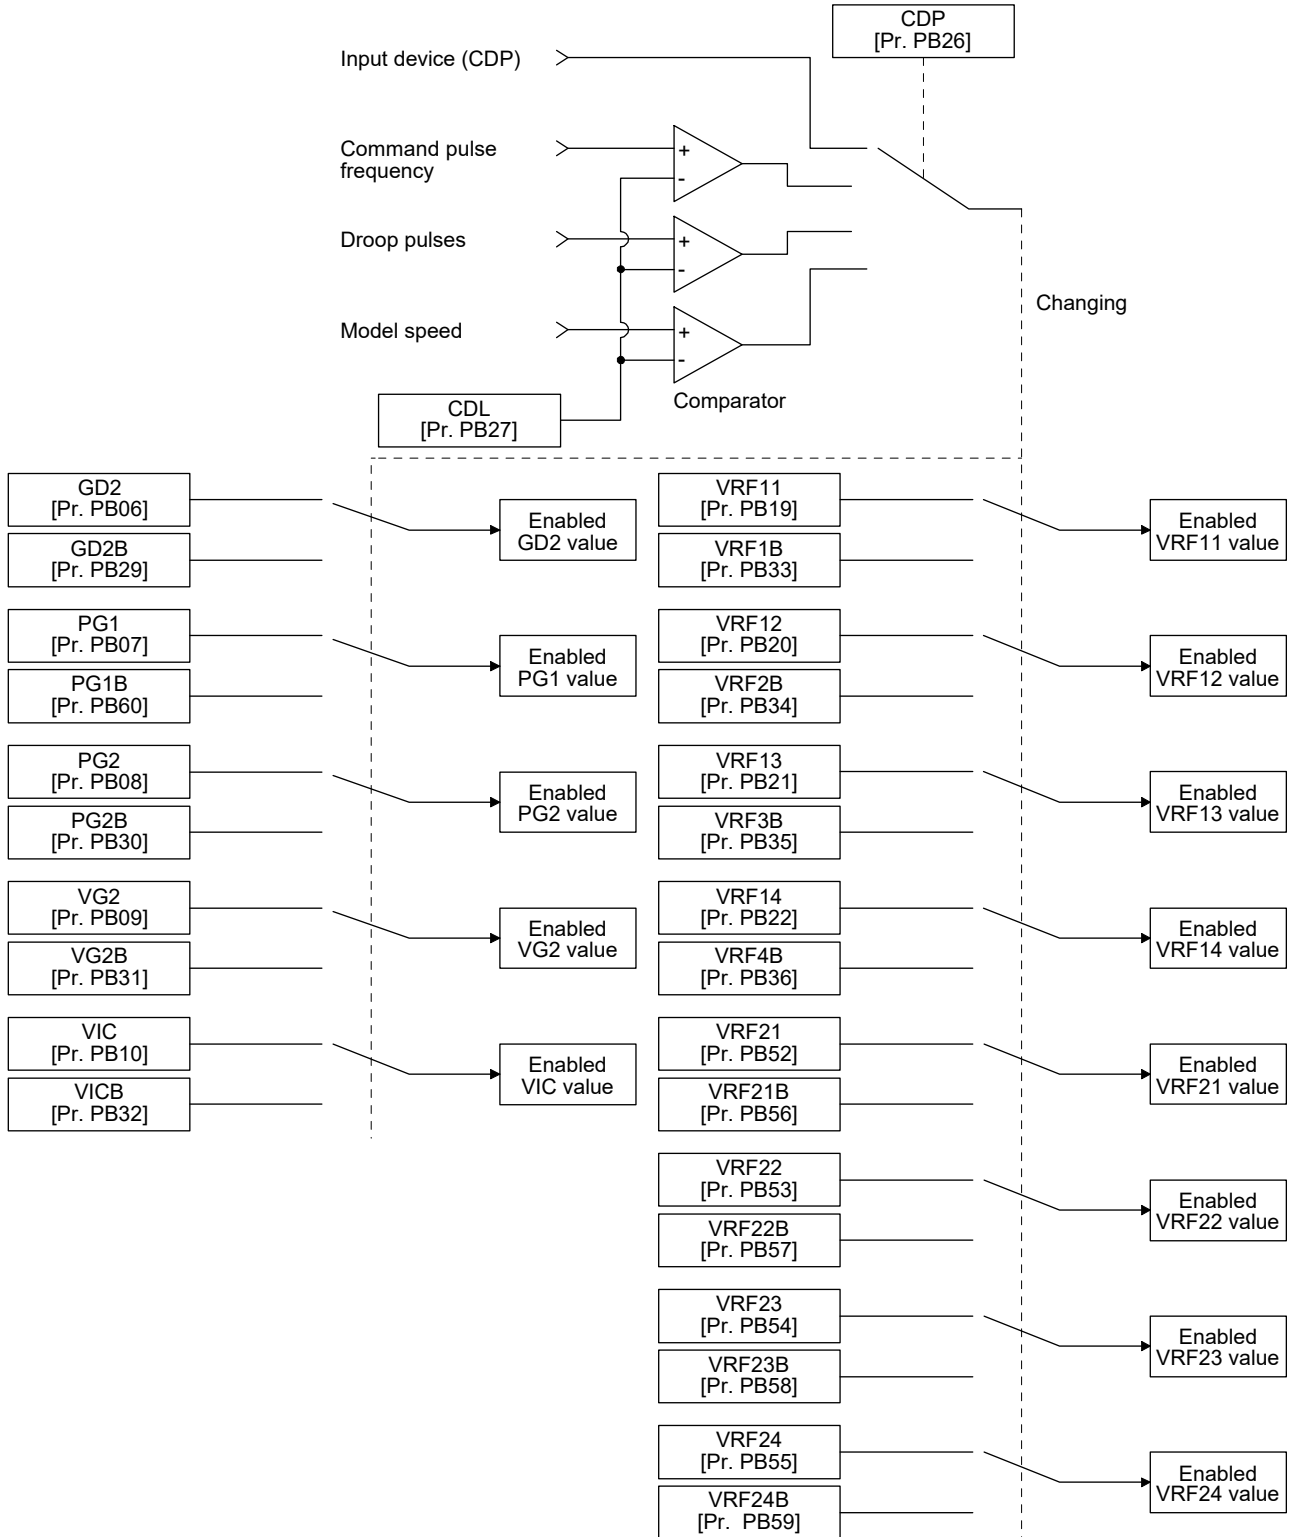 CDP
[Pr. PB26]
Input device (CDP)
Command pulse
frequency
+
-
Droop pulses
+
-
Changing
Model speed
+
-
Comparator
CDL
[Pr. PB27]
GD2
[Pr. PB06]
GD2B
[Pr. PB29]
Enabled
GD2 value
PG1
[Pr. PB07]
PG1B
[Pr. PB60]
Enabled
PG1 value
PG2
[Pr. PB08]
PG2B
[Pr. PB30]
Enabled
PG2 value
VG2
[Pr. PB09]
VG2B
[Pr. PB31]
Enabled
VG2 value
VIC
[Pr. PB10]
VICB
[Pr. PB32]
Enabled
VIC value
VRF11
[Pr. PB19]
VRF1B
[Pr. PB33]
Enabled
VRF11 value
VRF12
[Pr. PB20]
VRF2B
[Pr. PB34]
Enabled
VRF12 value
VRF13
[Pr. PB21]
VRF3B
[Pr. PB35]
Enabled
VRF13 value
VRF14
[Pr. PB22]
VRF4B
[Pr. PB36]
Enabled
VRF14 value
VRF21
[Pr. PB52]
VRF21B
[Pr. PB56]
Enabled
VRF21 value
VRF22
[Pr. PB53]
VRF22B
[Pr. PB57]
Enabled
VRF22 value
VRF23
[Pr. PB54]
VRF23B
[Pr. PB58]
Enabled
VRF23 value
VRF24
[Pr. PB55]
VRF24B
[Pr. PB59]
Enabled
VRF24 value